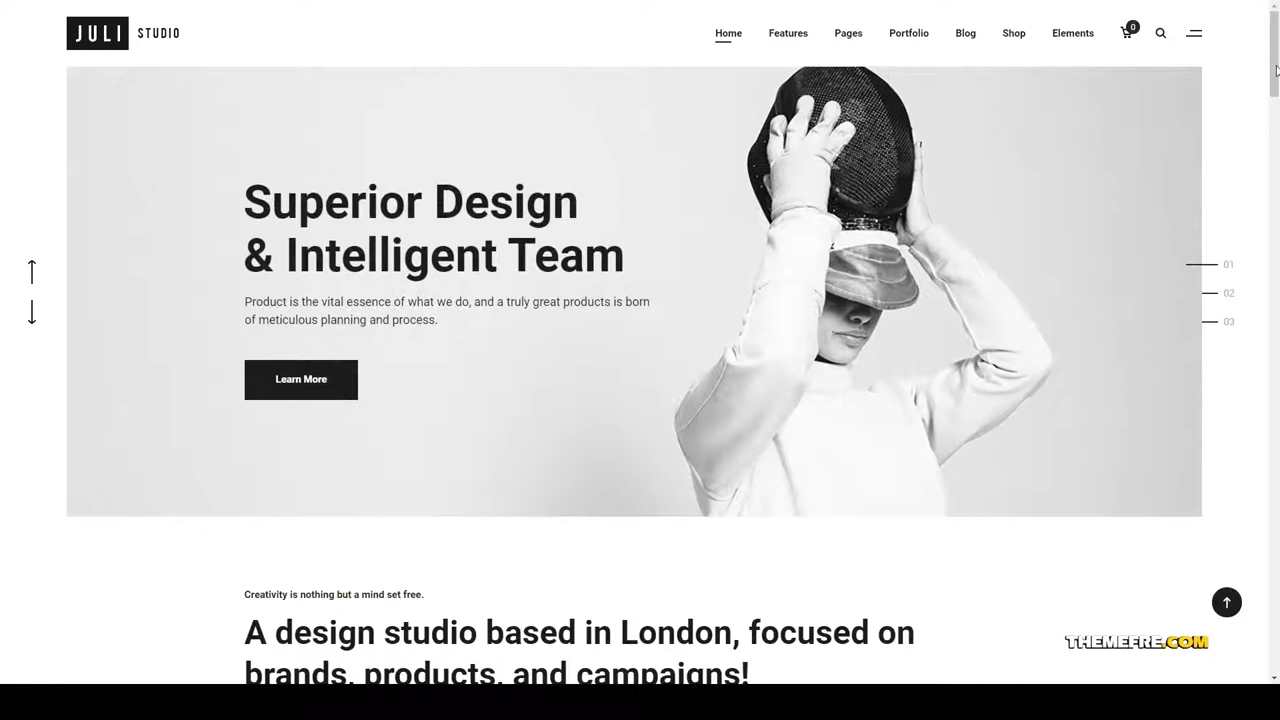 JULI STUDIO
Home Features Pages Portfolio Blog Shop Elements 0
Superior Design
& Intelligent Team
Product is the vital essence of what we do, and a truly great products is born
of meticulous planning and process.
Learn More
01
02
03
Creativity is nothing but a mind set free.
A design studio based in London, focused on
brands, products, and campaigns!
THEMEFRE.COM